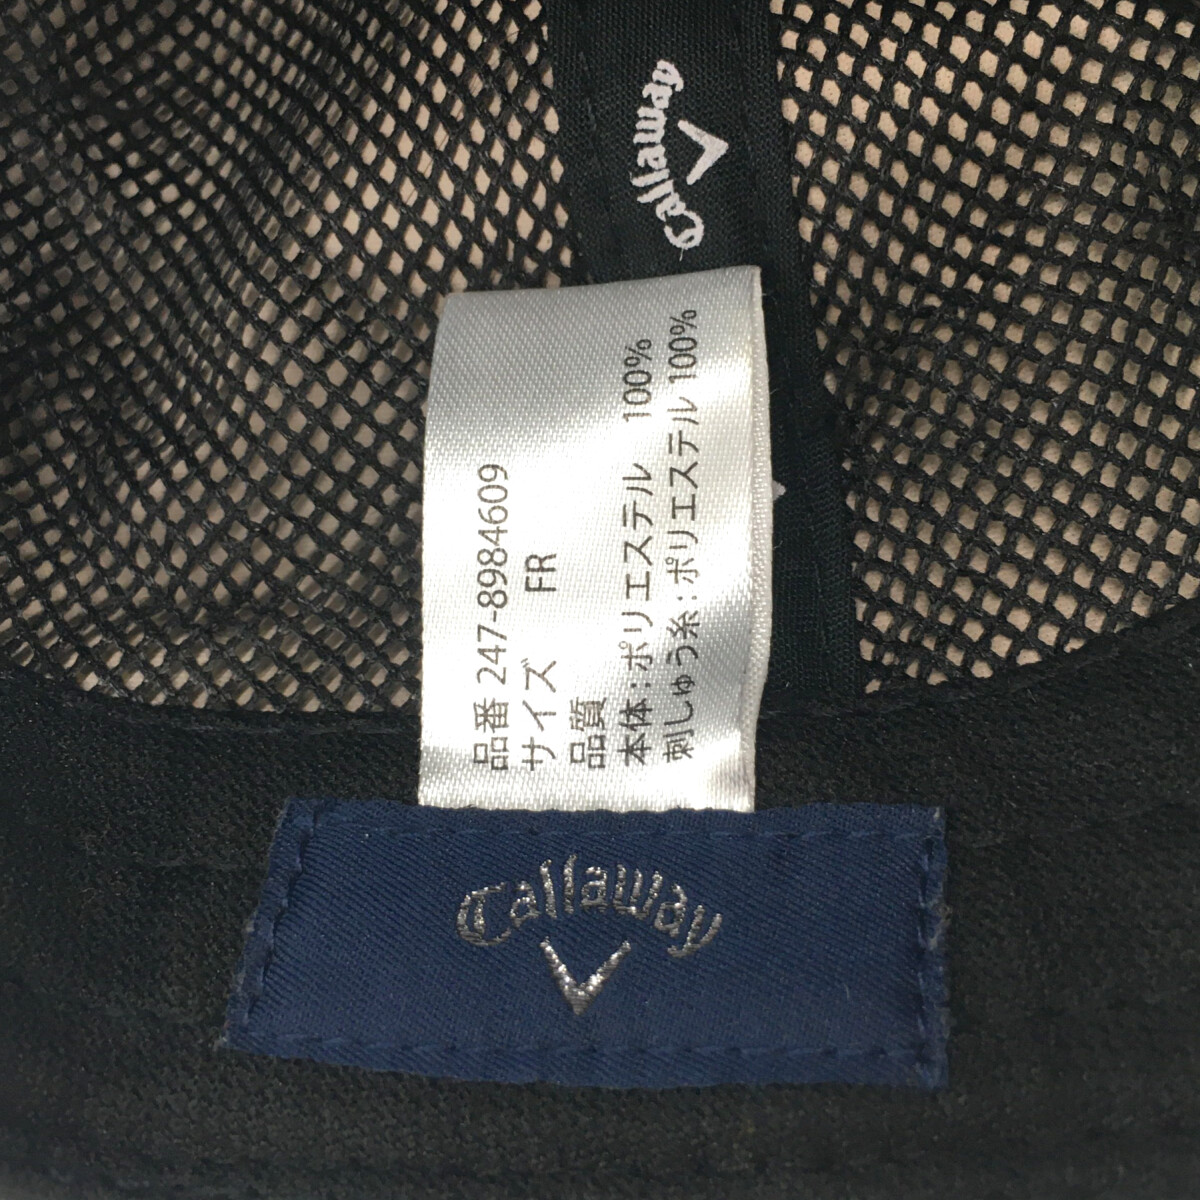 Callaway
品番 247-8984609
サイズ FR
品質
本体：ポリエステル 100%
刺しゅう糸：ポリエステル 100%
Callaway